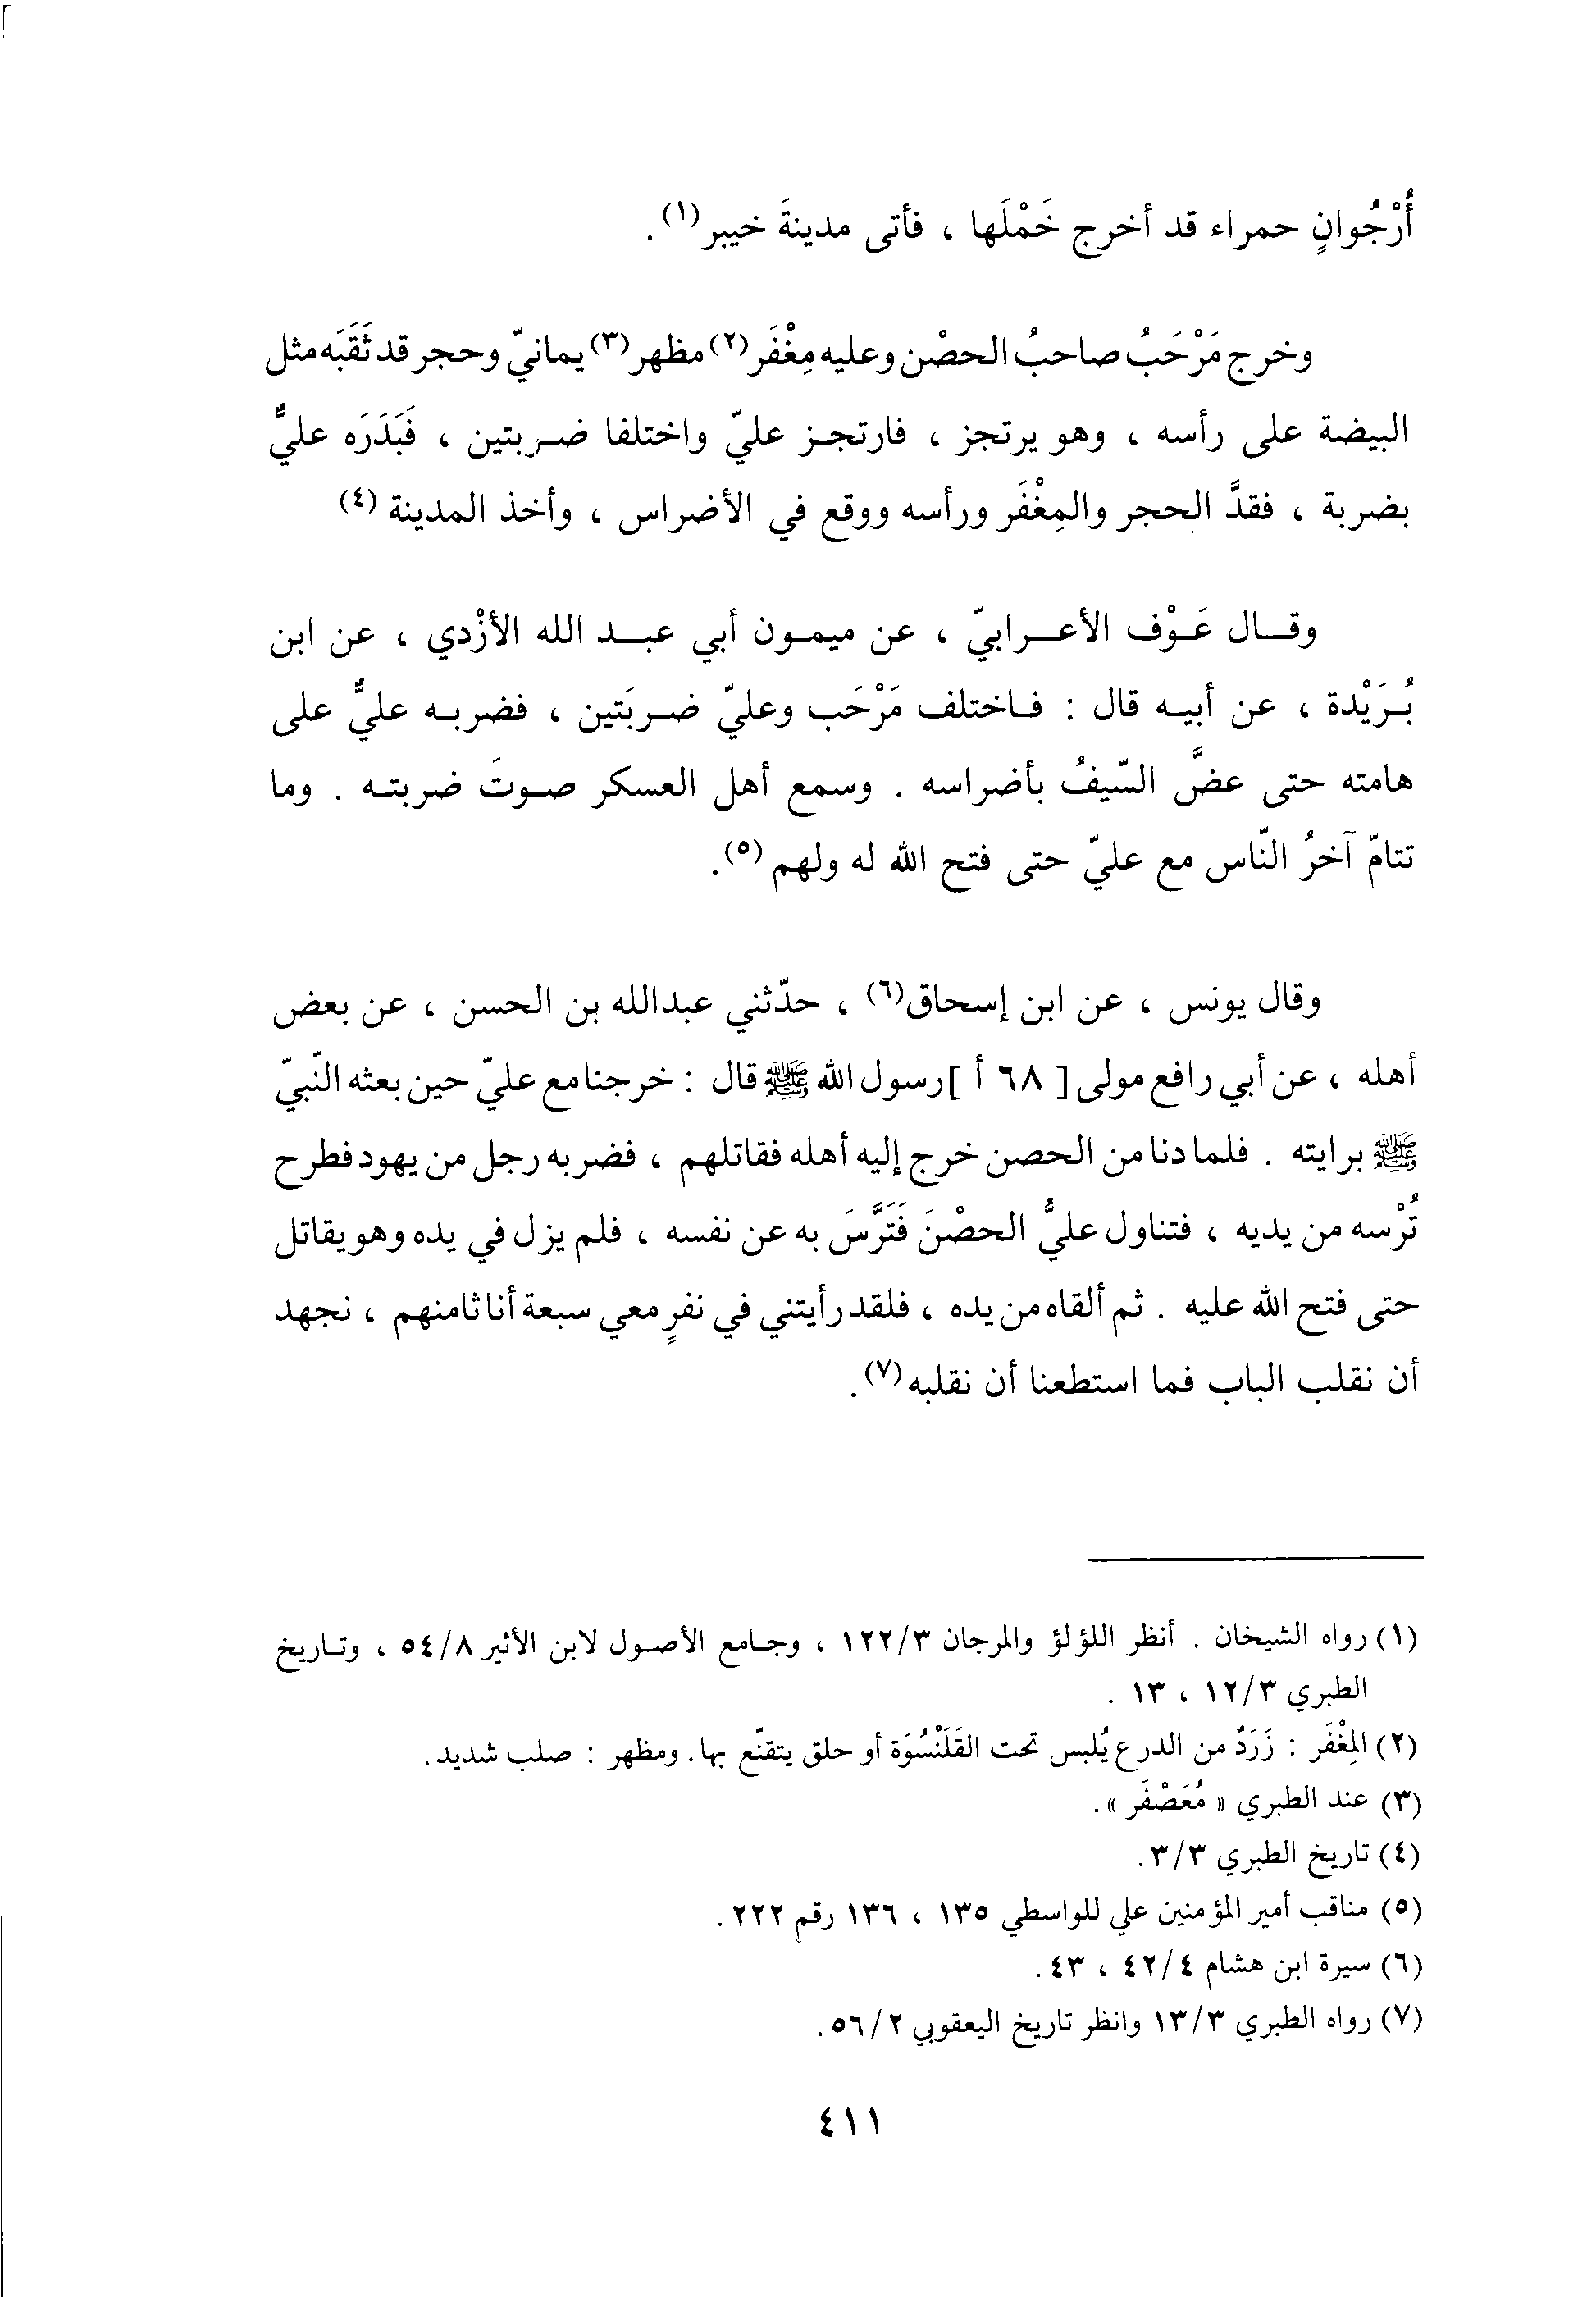 أُرْجُوانٍ حمراء قد أخرج خَمْلَها ، فأتى مدينةَ خيبر(١) .
وخرج مَرْحَبُ صاحبُ الحصْن وعليه مِغْفَر(٢) مظهر(٣) يمانيّ وحجر قد ثَقَبَه مثل
البيضة على رأسه ، وهو يرتجز ، فارتجز عليّ واختلفا ضربتين ، فَبَدَرَه عليٌّ
بضربة ، فقدَّ الحجر والمِغْفَر ورأسه ووقع في الأضراس ، وأخذ المدينة (٤)
وقال عَوْف الأعرابيّ ، عن ميمون أبي عبد الله الأزْدي ، عن ابن
بُرَيْدة ، عن أبيه قال : فاختلف مَرْحَب وعليّ ضربَتين ، فضربه عليٌّ على
هامته حتى عضَّ السّيفُ بأضراسه . وسمع أهل العسكر صوتَ ضربته . وما
تتامّ آخرُ النّاس مع عليّ حتى فتح الله له ولهم (٥) .
وقال يونس ، عن ابن إسحاق(٦) ، حدّثني عبدالله بن الحسن ، عن بعض
أهله ، عن أبي رافع مولى [ ٦٨ أ ] رسول الله ﷺ قال : خرجنا مع عليّ حين بعثه النّبيّ
ﷺ برايته . فلما دنا من الحصن خرج إليه أهله فقاتلهم ، فضربه رجل من يهود فطرح
تُرْسه من يديه ، فتناول عليُّ الحصْنَ فَتَرَّسَ به عن نفسه ، فلم يزل في يده وهو يقاتل
حتى فتح الله عليه . ثم ألقاه من يده ، فلقد رأيتني في نفرٍ معي سبعة أنا ثامنهم ، نجهد
أن نقلب الباب فما استطعنا أن نقلبه(٧) .
(١) رواه الشيخان . أنظر اللؤلؤ والمرجان ١٢٢/٣ ، وجامع الأصول لابن الأثير ٥٤/٨ ، وتاريخ
الطبري ١٢/٣ ، ١٣ .
(٢) المِغْفَر : زَرَدٌ من الدرع يُلبس تحت القَلَنْسُوَة أو حلق يتقنّع بها. ومظهر : صلب شديد .
(٣) عند الطبري « مُعَصْفَر » .
(٤) تاريخ الطبري ٣/٣ .
(٥) مناقب أمير المؤمنين علي للواسطي ١٣٥ ، ١٣٦ رقم ٢٢٢ .
(٦) سيرة ابن هشام ٤٢/٤ ، ٤٣ .
(٧) رواه الطبري ١٣/٣ وانظر تاريخ اليعقوبي ٥٦/٢ .
٤١١